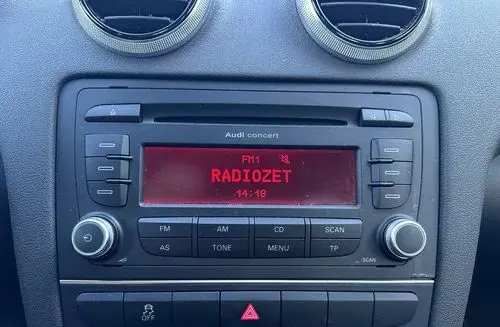 Audi concert
FM1
RADIOZET
14:18
FM AM CD SCAN
AS TONE MENU TP
SCAN
OFF